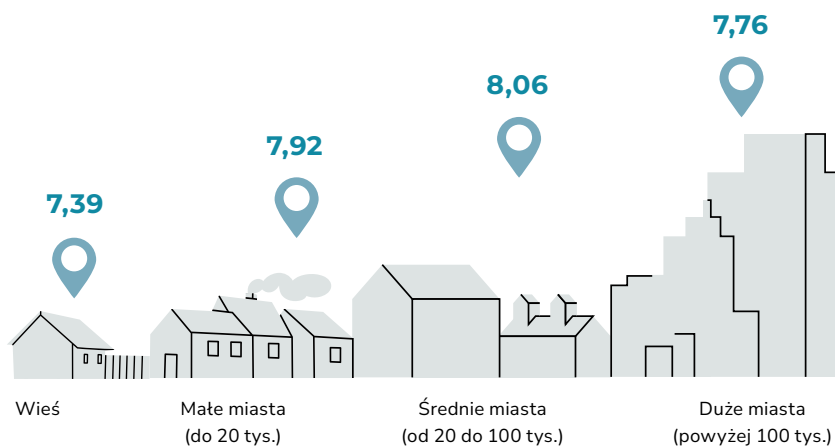 7,76
8,06
7,92
7,39
Wieś
Małe miasta
(do 20 tys.)
Średnie miasta
(od 20 do 100 tys.)
Duże miasta
(powyżej 100 tys.)